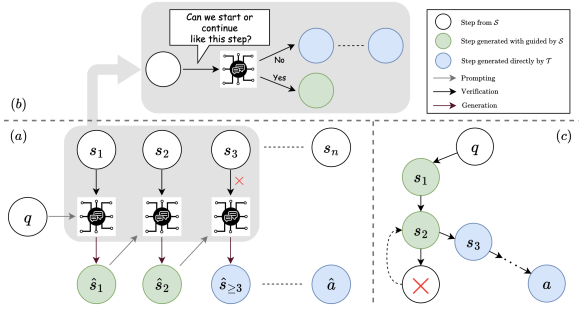 Can we start or
continue
like this step?
No
Yes
(b)
Step from S
Step generated with guided by S
Step generated directly by T
Prompting
Verification
Generation
(a)
s₁
s₂
s₃
sₙ
q
ŝ₁
ŝ₂
ŝ≥₃
â
(c)
q
s₁
s₂
s₃
a